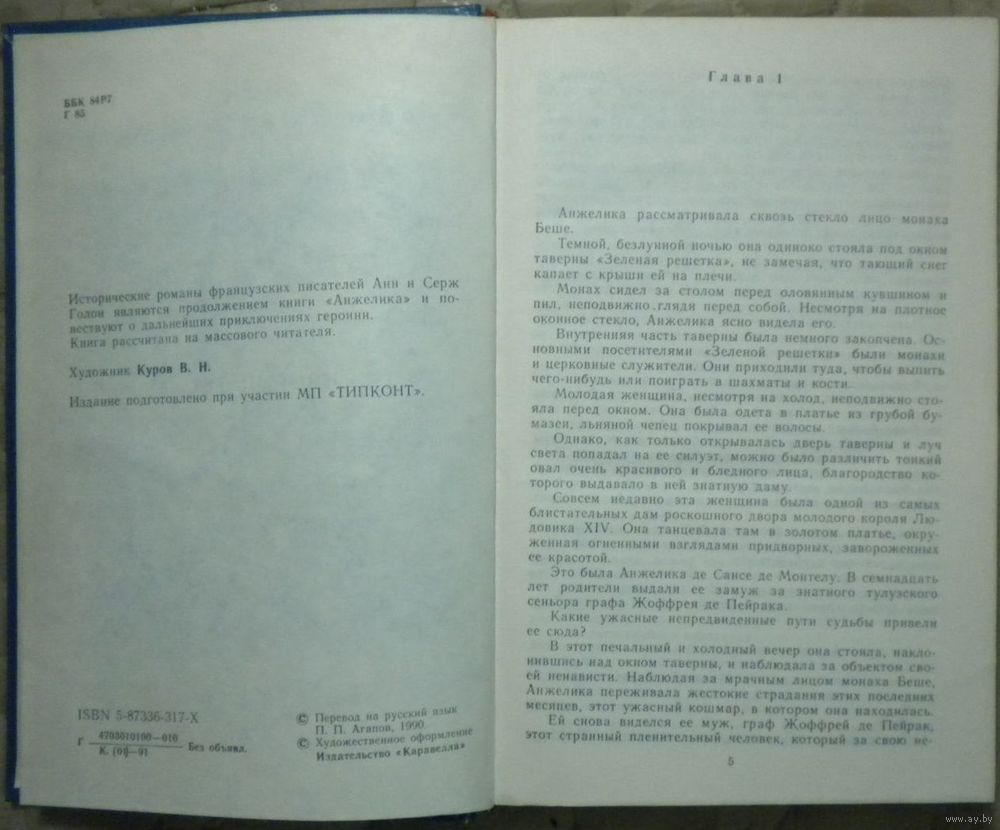 ББК 84Р7
Г 85
Исторические романы французских писателей Анн и Серж
Голон являются продолжением книги «Анжелика» и по-
вествуют о дальнейших приключениях героини.
Книга рассчитана на массового читателя.
Художник Куров В. Н.
Издание подготовлено при участии МП «ТИПКОНТ».
ISBN 5-87336-317-X
Г 4703010100—010
К. (01)—91 Без объявл.
© Перевод на русский язык
П. П. Агапов, 1990.
© Художественное оформление
Издательство «Каравелла»
Глава 1
Анжелика рассматривала сквозь стекло лицо монаха
Беше.
Темной, безлунной ночью она одиноко стояла под окном
таверны «Зеленая решетка», не замечая, что тающий снег
капает с крыши ей на плечи.
Монах сидел за столом перед оловянным кувшином и
пил, неподвижно глядя перед собой. Несмотря на плотное
оконное стекло, Анжелика ясно видела его.
Внутренняя часть таверны была немного закопчена. Ос-
новными посетителями «Зеленой решетки» были монахи
и церковные служители. Они приходили туда, чтобы выпить
чего-нибудь или поиграть в шахматы и кости.
Молодая женщина, несмотря на холод, неподвижно сто-
яла перед окном. Она была одета в платье из грубой бу-
мазеи, льняной чепец покрывал ее волосы.
Однако, как только открывалась дверь таверны и луч
света попадал на ее силуэт, можно было различить тонкий
овал очень красивого и бледного лица, благородство ко-
торого выдавало в ней знатную даму.
Совсем недавно эта женщина была одной из самых
блистательных дам роскошного двора молодого короля Лю-
довика XIV. Она танцевала там в золотом платье, окру-
женная огненными взглядами придворных, завороженных
ее красотой.
Это была Анжелика де Сансе де Монтелу. В семнадцать
лет родители выдали ее замуж за знатного тулузского
сеньора графа Жоффрея де Пейрака.
Какие ужасные непредвиденные пути судьбы привели
ее сюда?
В этот печальный и холодный вечер она стояла, накло-
нившись над окном таверны, и наблюдала за объектом сво-
ей ненависти. Наблюдая за мрачным лицом монаха Беше,
Анжелика переживала жестокие страдания этих последних
месяцев, этот ужасный кошмар, в котором она находилась.
Ей снова виделся ее муж, граф Жоффрей де Пейрак,
этот странный пленительный человек, который за свою не-
5
www.ay.by